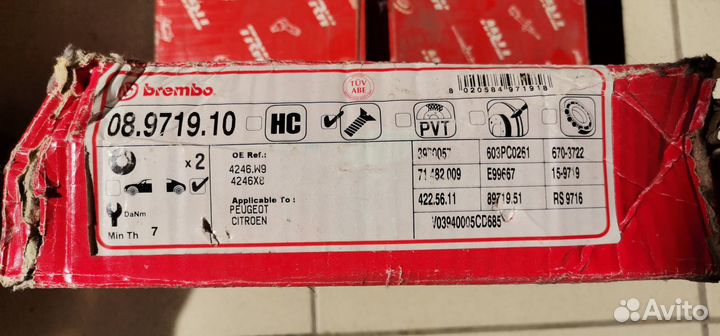 TRW
brembo
TÜV
ABE
8 020584 971918
08.9719.10
HC
PVT
x2
OE Ref.:
4246.W9
4246X8
Applicable To :
PEUGEOT
CITROEN
DaNm
Min Th 7
603PC0261 670-3722
E99667 15-9719
422.56.11 89719.51 RS 9716
V03940005CD685
Avito